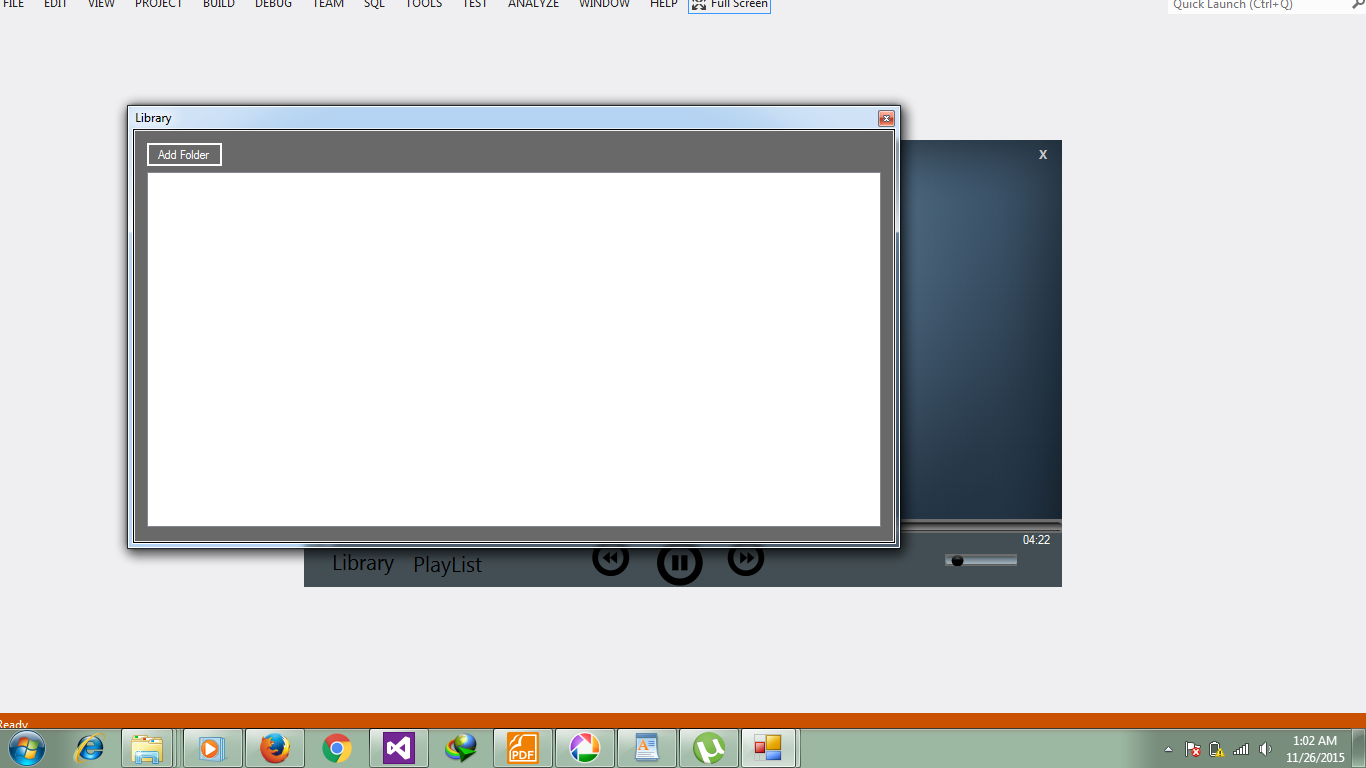 FILE EDIT VIEW PROJECT BUILD DEBUG TEAM SQL TOOLS TEST ANALYZE WINDOW HELP Full Screen Quick Launch (Ctrl+Q)
Library x
Add Folder
X
04:22
Library PlayList
Ready
PDF
1:02 AM
11/26/2015